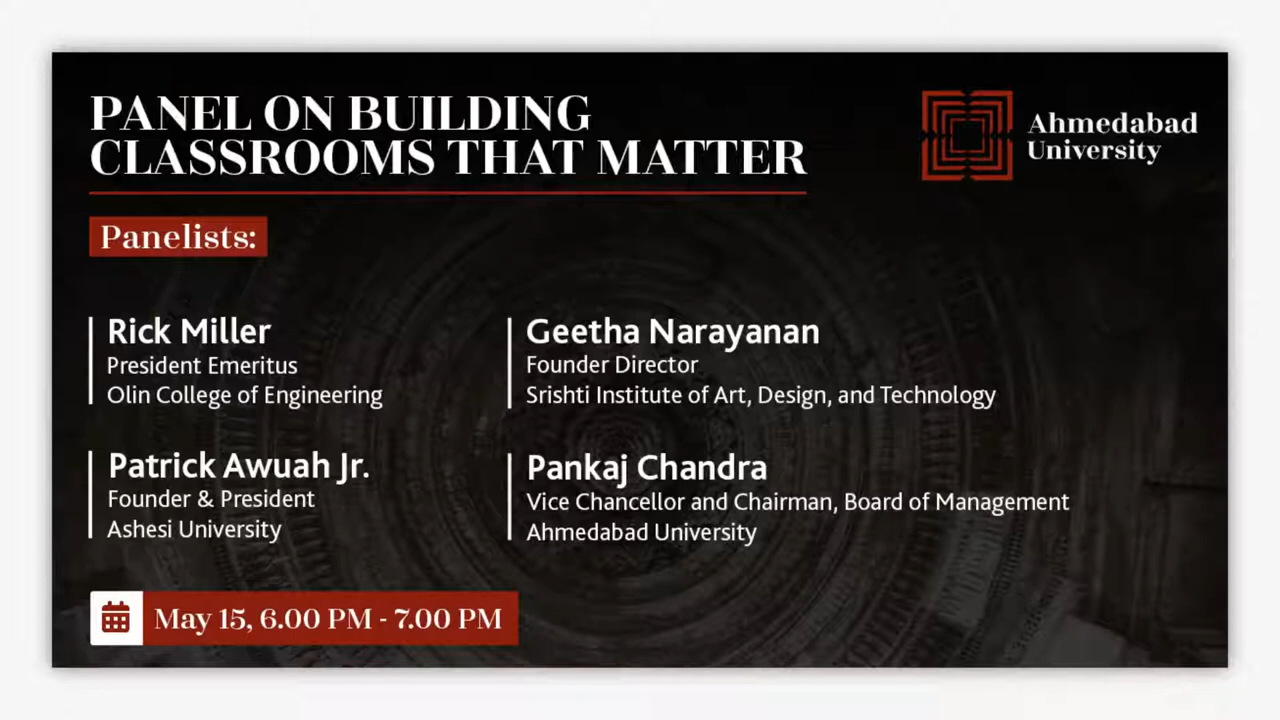 PANEL ON BUILDING
CLASSROOMS THAT MATTER
Ahmedabad
University
Panelists:
Rick Miller
President Emeritus
Olin College of Engineering
Geetha Narayanan
Founder Director
Srishti Institute of Art, Design, and Technology
Patrick Awuah Jr.
Founder & President
Ashesi University
Pankaj Chandra
Vice Chancellor and Chairman, Board of Management
Ahmedabad University
May 15, 6.00 PM - 7.00 PM